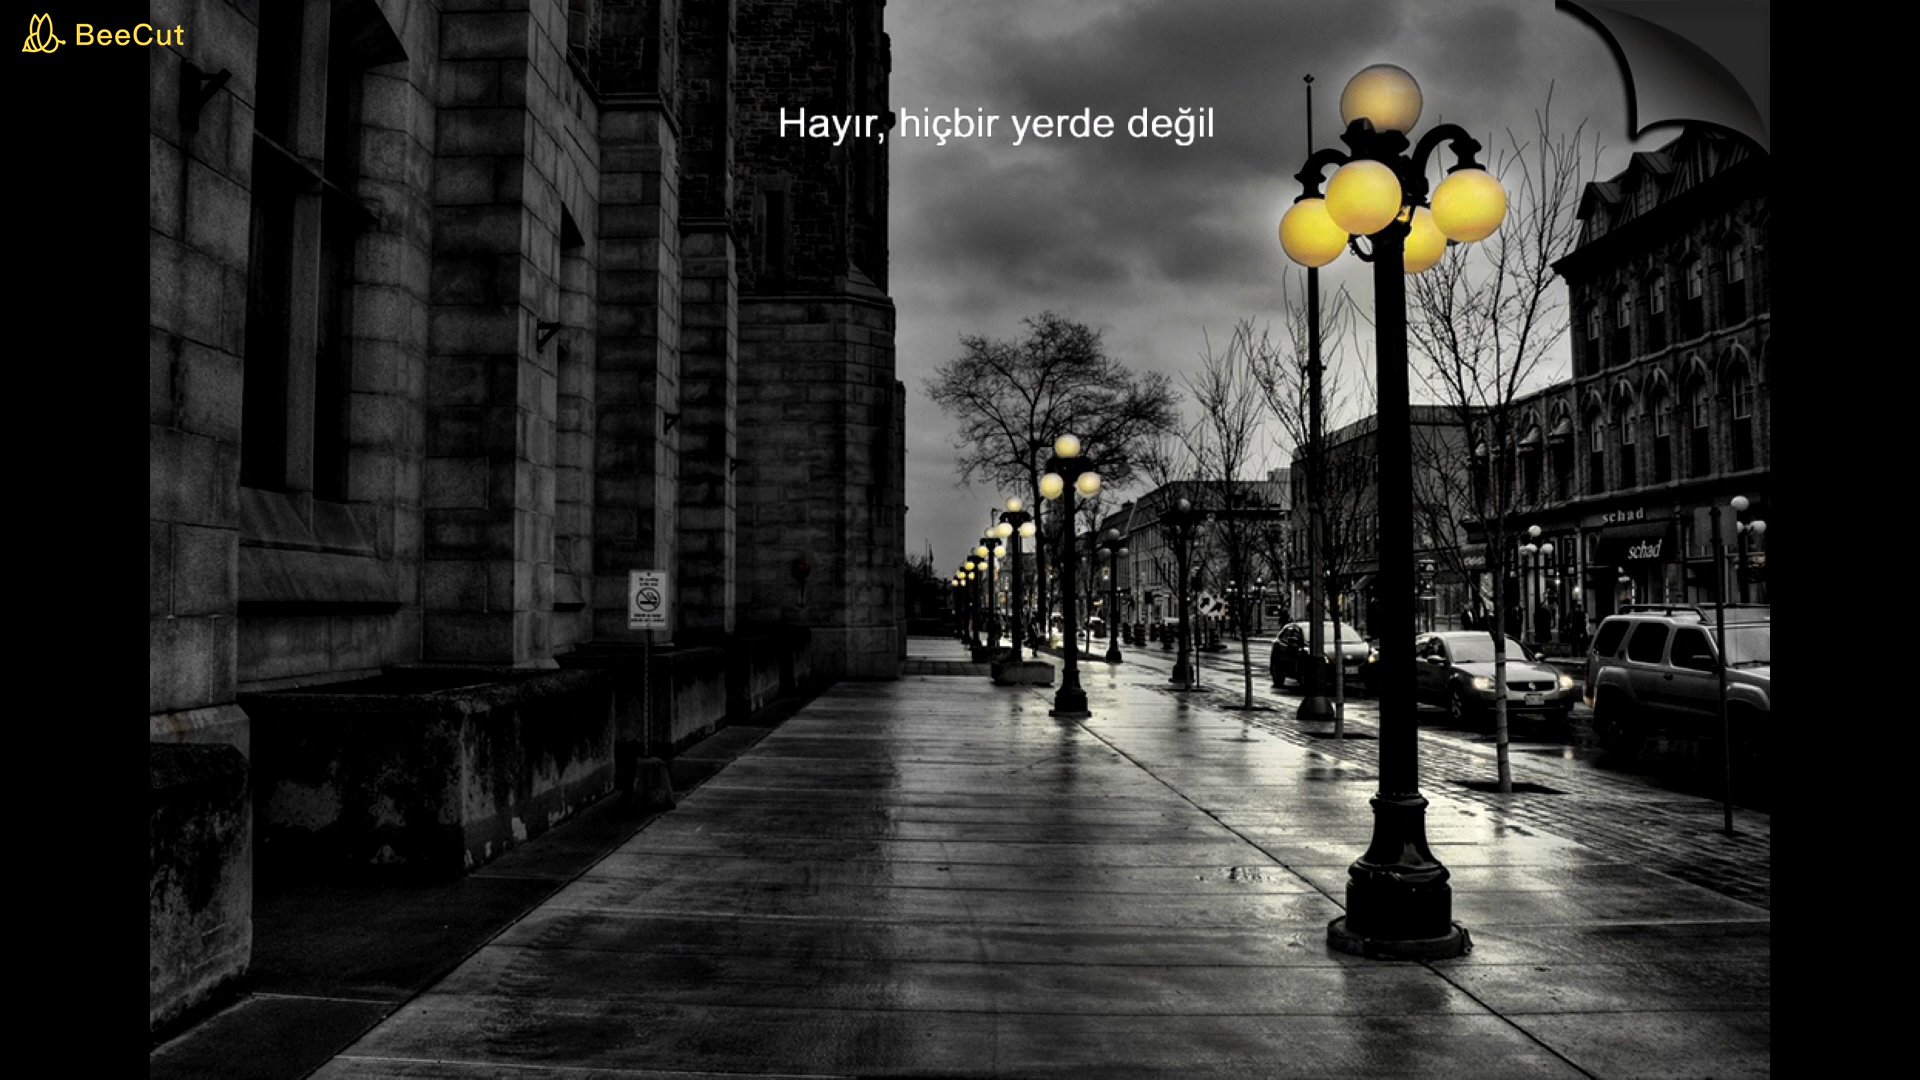 BeeCut
Hayır, hiçbir yerde değil
schad
schad